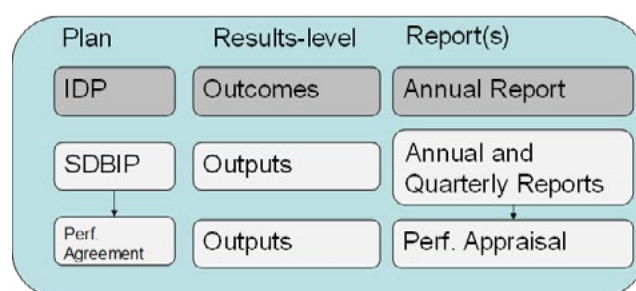 Plan Results-level Report(s)
IDP Outcomes Annual Report
SDBIP Outputs Annual and
Quarterly Reports
Perf.
Agreement Outputs Perf. Appraisal